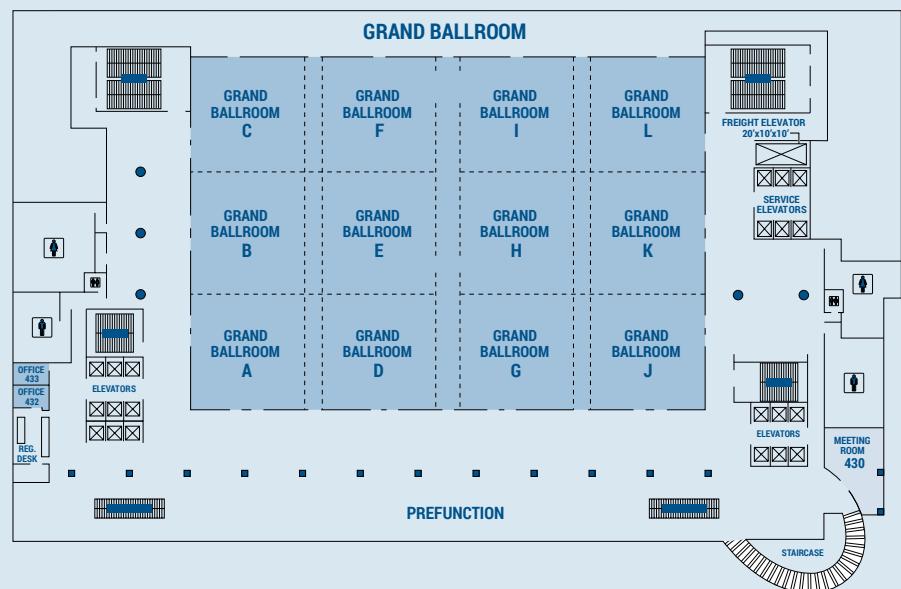 GRAND BALLROOM
GRAND
BALLROOM
C
GRAND
BALLROOM
F
GRAND
BALLROOM
I
GRAND
BALLROOM
L
FREIGHT ELEVATOR
20'x10'x10'
SERVICE
ELEVATORS
GRAND
BALLROOM
B
GRAND
BALLROOM
E
GRAND
BALLROOM
H
GRAND
BALLROOM
K
GRAND
BALLROOM
A
GRAND
BALLROOM
D
GRAND
BALLROOM
G
GRAND
BALLROOM
J
OFFICE
433
OFFICE
432
ELEVATORS
REG.
DESK
ELEVATORS
MEETING
ROOM
430
PREFUNCTION
STAIRCASE